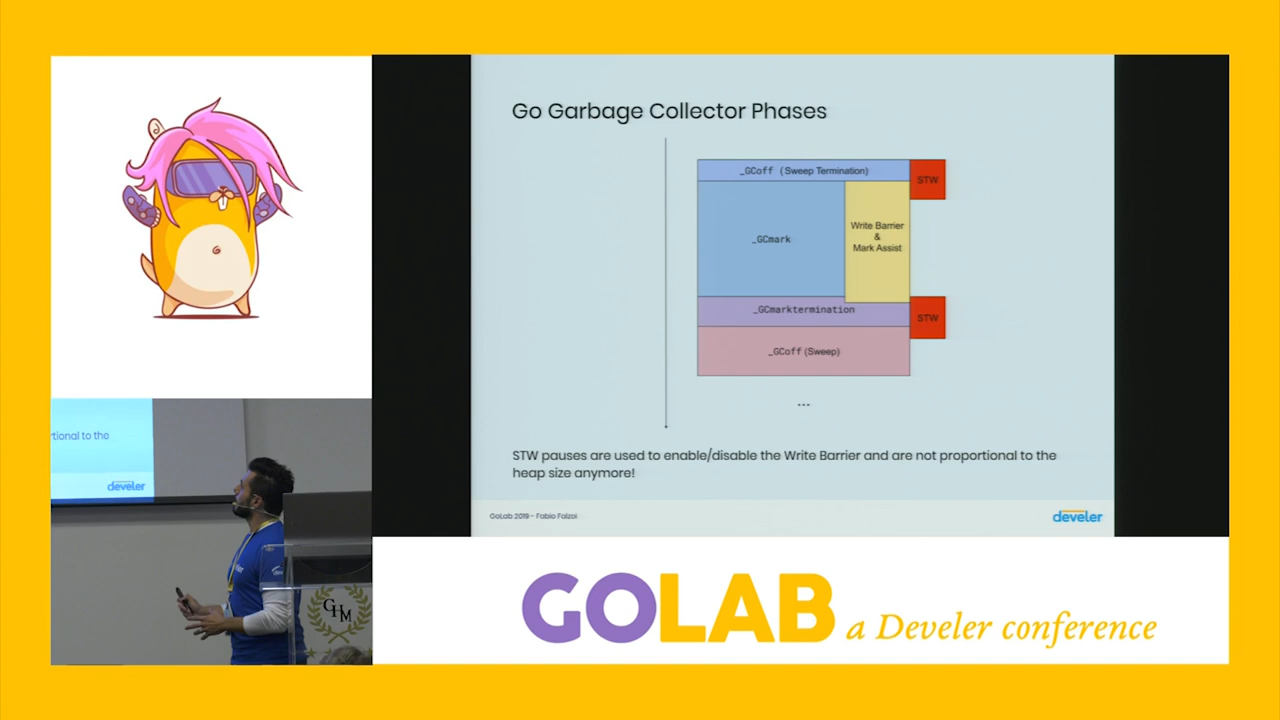 Go Garbage Collector Phases
_GCoff (Sweep Termination)
STW
_GCmark
Write Barrier
&
Mark Assist
_GCmarktermination
STW
_GCoff (Sweep)
...
STW pauses are used to enable/disable the Write Barrier and are not proportional to the
heap size anymore!
GoLab 2019 - Fabio Falzoi
develer
tional to the
develer
GHM
GOLAB a Develer conference